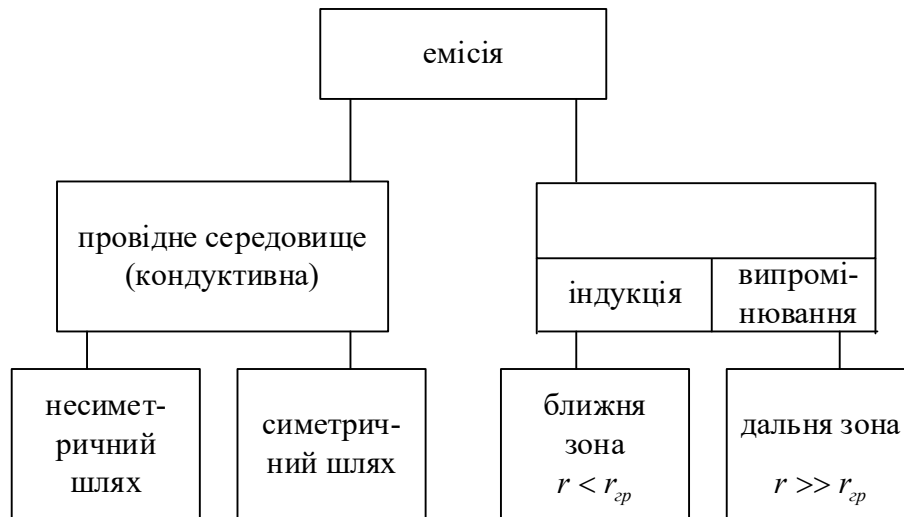 емісія
провідне середовище
(кондуктивна)
індукція
випромі-
нювання
несимет-
ричний
шлях
симетрич-
ний шлях
ближня
зона
r < rгр
дальня зона
r >> rгр